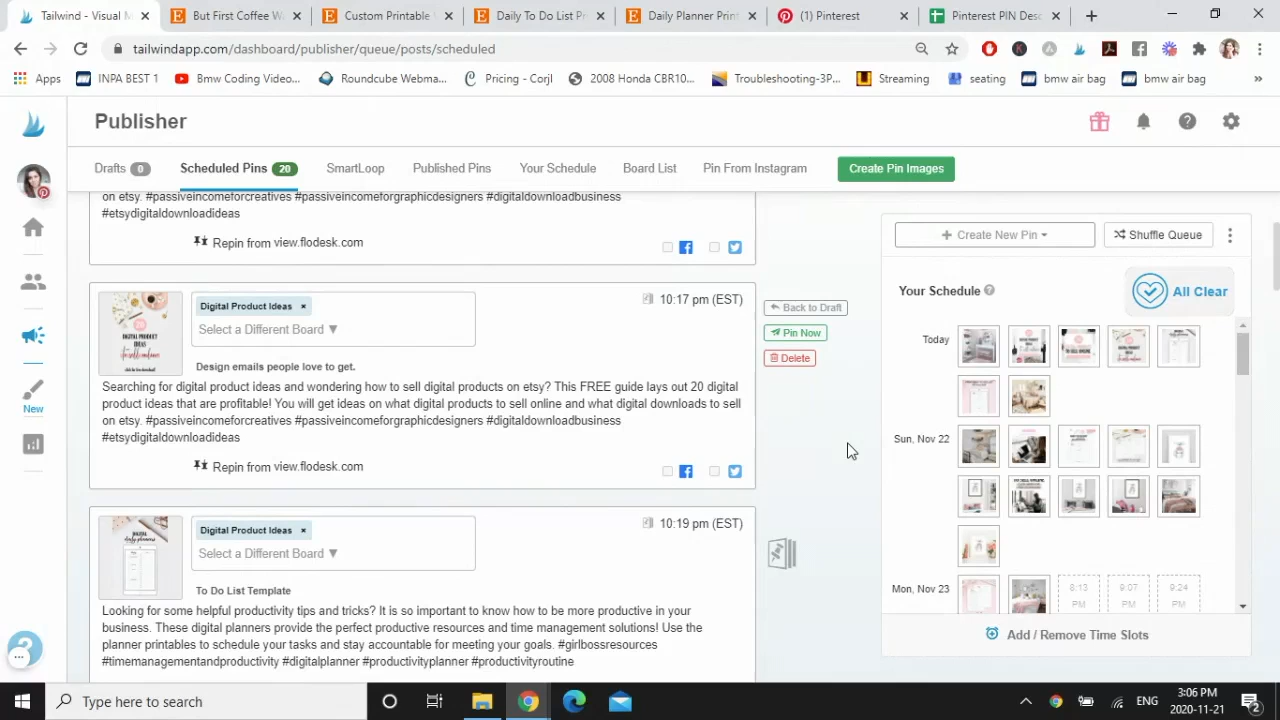 Tailwind - Visual M
But First Coffee W
Custom Printable
Daily To Do List P
Daily Planner Print
(1) Pinterest
Pinterest PIN Desc
tailwindapp.com/dashboard/publisher/queue/posts/scheduled
Apps
INPA BEST 1
Bmw Coding Video...
Roundcube Webma...
Pricing - Corjl
2008 Honda CBR10...
Troubleshooting-3P...
Streaming
seating
bmw air bag
bmw air bag
»
Publisher
Drafts 0
Scheduled Pins 20
SmartLoop
Published Pins
Your Schedule
Board List
Pin From Instagram
Create Pin Images
on etsy. #passiveincomeforcreatives #passiveincomeforgraphicdesigners #digitaldownloadbusiness
#etsydigitaldownloadideas
Repin from view.flodesk.com
Digital Product Ideas ×
Select a Different Board ▼
10:17 pm (EST)
Back to Draft
Pin Now
Delete
DIGITAL PRODUCT
IDEAS
Design emails people love to get.
Searching for digital product ideas and wondering how to sell digital products on etsy? This FREE guide lays out 20 digital
product ideas that are profitable! You will get ideas on what digital products to sell online and what digital downloads to sell
on etsy. #passiveincomeforcreatives #passiveincomeforgraphicdesigners #digitaldownloadbusiness
#etsydigitaldownloadideas
Repin from view.flodesk.com
Digital Product Ideas ×
Select a Different Board ▼
10:19 pm (EST)
To Do List Template
Looking for some helpful productivity tips and tricks? It is so important to know how to be more productive in your
business. These digital planners provide the perfect productive resources and time management solutions! Use the
planner printables to schedule your tasks and stay accountable for meeting your goals. #girlbossresources
#timemanagementandproductivity #digitalplanner #productivityplanner #productivityroutine
+ Create New Pin
Shuffle Queue
Your Schedule
All Clear
Today
Sun, Nov 22
Mon, Nov 23
8:13
PM
9:07
PM
9:24
PM
Add / Remove Time Slots
New
Type here to search
ENG
3:06 PM
2020-11-21
2